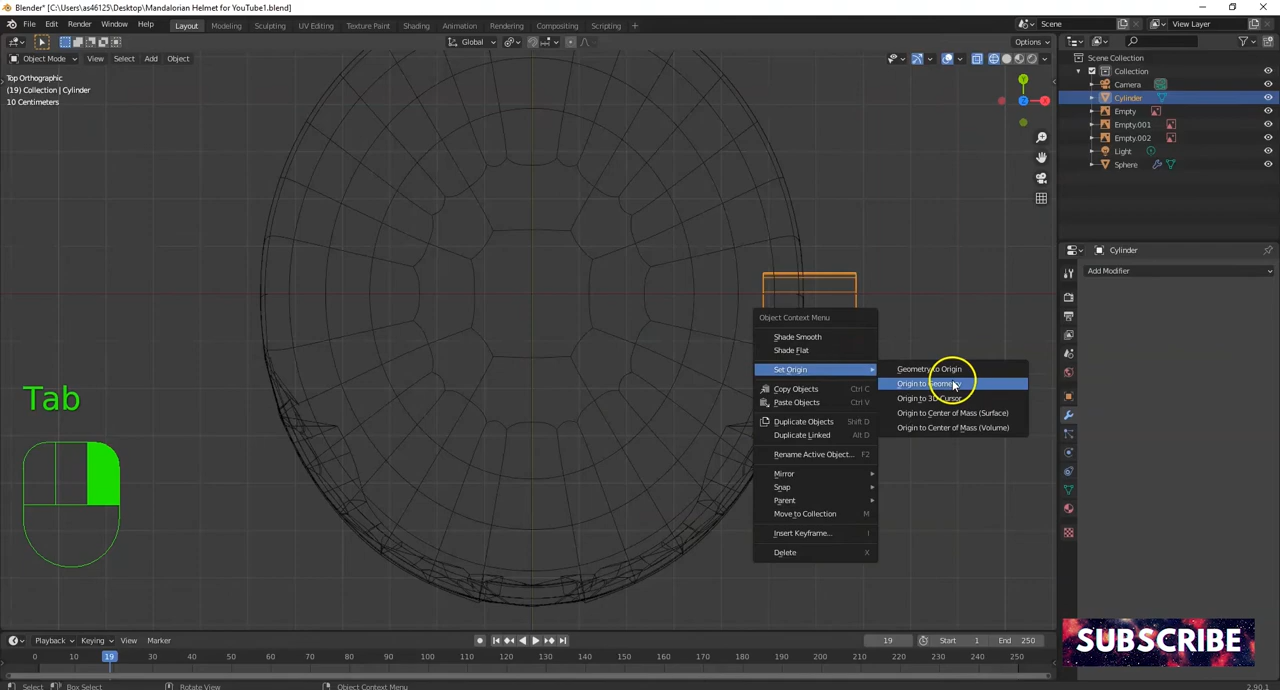 Blender* [C:\Users\as46125\Desktop\Mandalorian Helmet for YouTube1.blend]
File Edit Render Window Help Layout Modeling Sculpting UV Editing Texture Paint Shading Animation Rendering Compositing Scripting + Scene View Layer
Global Options
Object Mode View Select Add Object
Top Orthographic
(19) Collection | Cylinder
10 Centimeters
Z
X
Scene Collection
Collection
Camera
Cylinder
Empty
Empty.001
Empty.002
Light
Sphere
Cylinder
Add Modifier
Object Context Menu
Shade Smooth
Shade Flat
Set Origin
Copy Objects Ctrl C
Paste Objects Ctrl V
Duplicate Objects Shift D
Duplicate Linked Alt D
Rename Active Object... F2
Mirror
Snap
Parent
Move to Collection M
Insert Keyframe... I
Delete X
Geometry to Origin
Origin to Geometry
Origin to 3D Cursor
Origin to Center of Mass (Surface)
Origin to Center of Mass (Volume)
Tab
SUBSCRIBE
Playback Keying View Marker 19 Start 1 End 250
0 10 19 30 40 50 60 70 80 90 100 110 120 130 140 150 160 170 180 190 200 210 220 230 240 250
Select Box Select Rotate View Object Context Menu 2.90.1